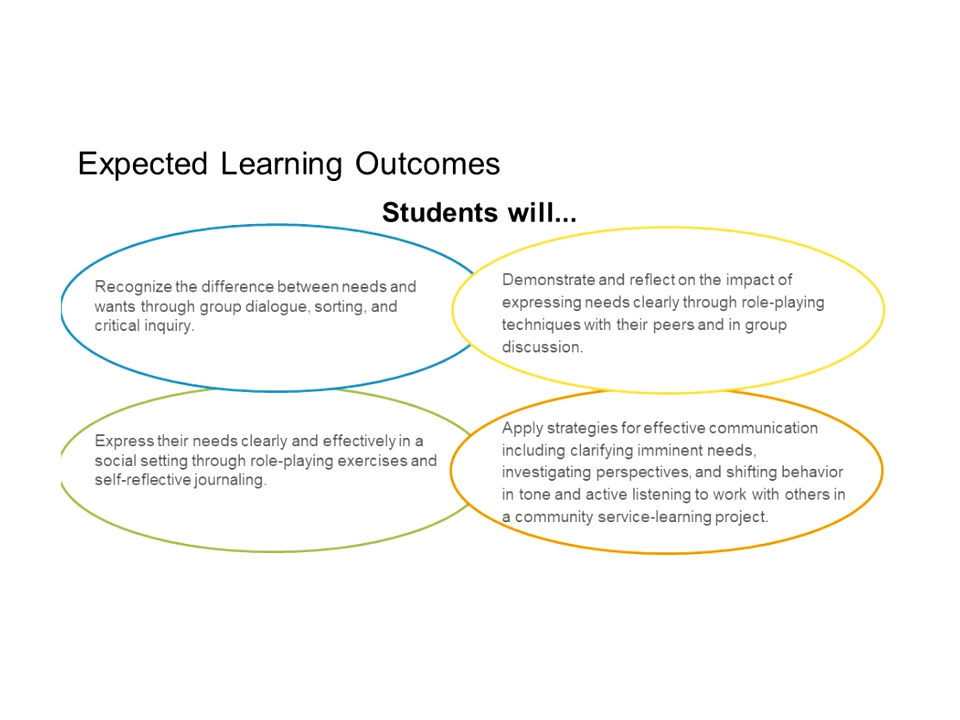 Expected Learning Outcomes
Students will...
Recognize the difference between needs and
wants through group dialogue, sorting, and
critical inquiry.
Demonstrate and reflect on the impact of
expressing needs clearly through role-playing
techniques with their peers and in group
discussion.
Express their needs clearly and effectively in a
social setting through role-playing exercises and
self-reflective journaling.
Apply strategies for effective communication
including clarifying imminent needs,
investigating perspectives, and shifting behavior
in tone and active listening to work with others in
a community service-learning project.